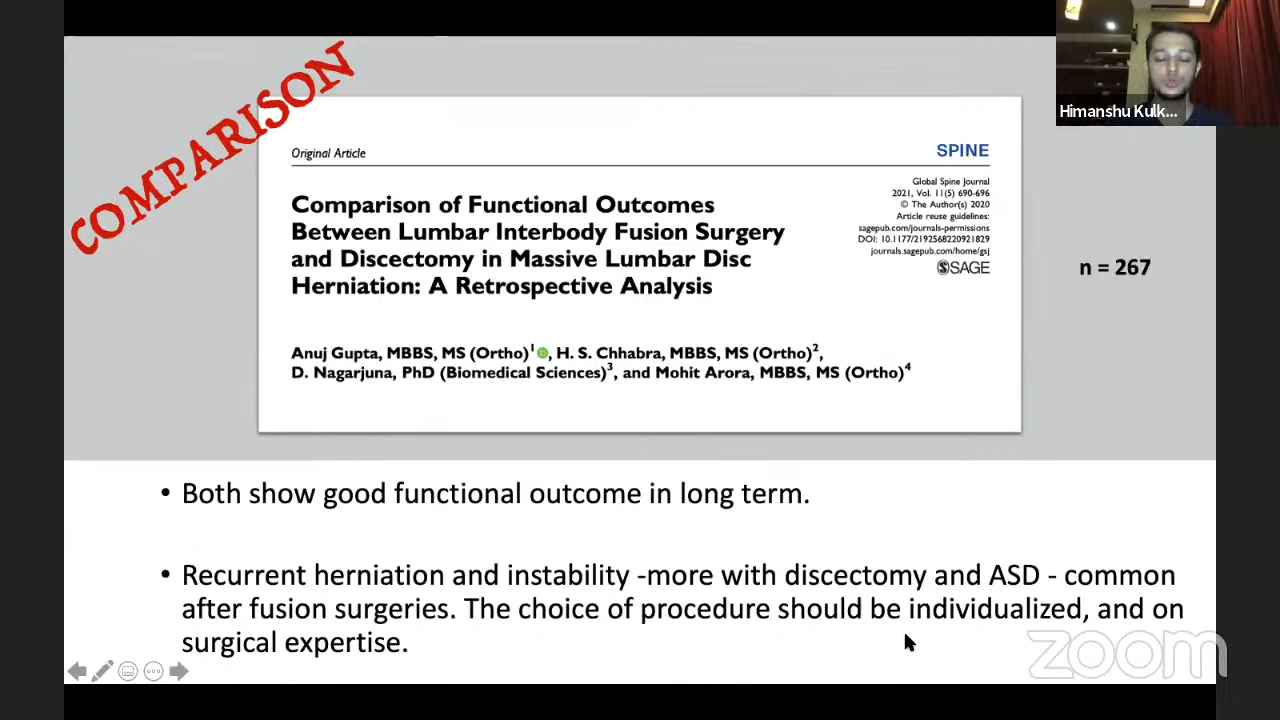 COMPARISON
Himanshu Kulk...
Original Article
SPINE
Global Spine Journal
2021, Vol. 11(5) 690-696
© The Author(s) 2020
Article reuse guidelines:
sagepub.com/journals-permissions
DOI: 10.1177/2192568220921829
journals.sagepub.com/home/gsj
SAGE
Comparison of Functional Outcomes
Between Lumbar Interbody Fusion Surgery
and Discectomy in Massive Lumbar Disc
Herniation: A Retrospective Analysis
n = 267
Anuj Gupta, MBBS, MS (Ortho)1, H. S. Chhabra, MBBS, MS (Ortho)2,
D. Nagarjuna, PhD (Biomedical Sciences)3, and Mohit Arora, MBBS, MS (Ortho)4
• Both show good functional outcome in long term.
• Recurrent herniation and instability -more with discectomy and ASD - common
after fusion surgeries. The choice of procedure should be individualized, and on
surgical expertise.
zoom